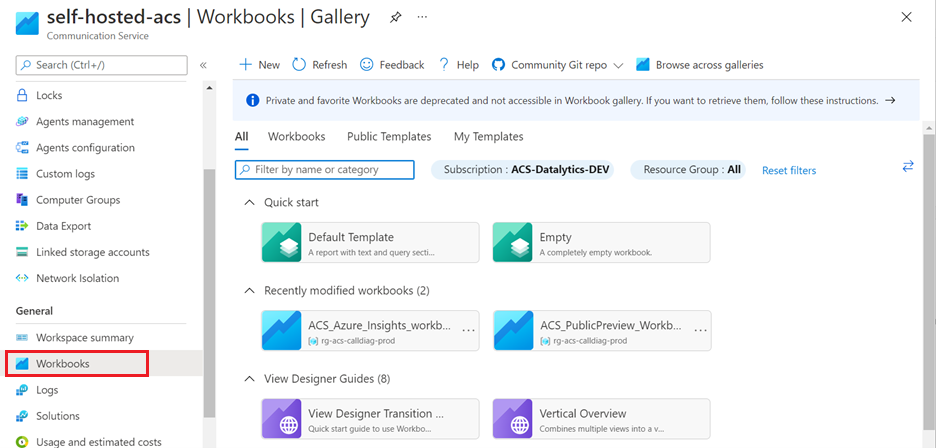 self-hosted-acs | Workbooks | Gallery
Communication Service
Search (Ctrl+/)
Locks
Agents management
Agents configuration
Custom logs
Computer Groups
Data Export
Linked storage accounts
Network Isolation
General
Workspace summary
Workbooks
Logs
Solutions
Usage and estimated costs
New Refresh Feedback Help Community Git repo Browse across galleries
Private and favorite Workbooks are deprecated and not accessible in Workbook gallery. If you want to retrieve them, follow these instructions. →
All Workbooks Public Templates My Templates
Filter by name or category Subscription : ACS-Datalytics-DEV Resource Group : All Reset filters
Quick start
Default Template
A report with text and query secti...
Empty
A completely empty workbook.
Recently modified workbooks (2)
ACS_Azure_Insights_workb...
rg-acs-calldiag-prod
ACS_PublicPreview_Workb...
rg-acs-calldiag-prod
View Designer Guides (8)
View Designer Transition ...
Quick start guide to use Workbo...
Vertical Overview
Combines multiple views into a v...